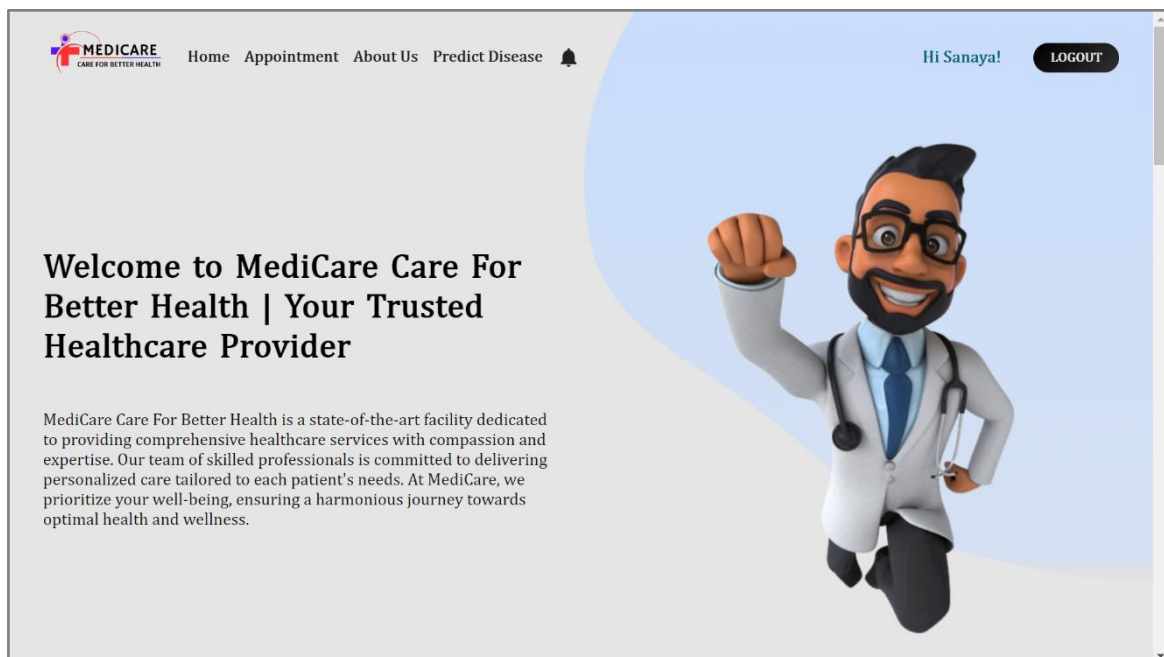 MEDICARE
CARE FOR BETTER HEALTH
Home Appointment About Us Predict Disease
Hi Sanaya!
LOGOUT
Welcome to MediCare Care For
Better Health | Your Trusted
Healthcare Provider
MediCare Care For Better Health is a state-of-the-art facility dedicated
to providing comprehensive healthcare services with compassion and
expertise. Our team of skilled professionals is committed to delivering
personalized care tailored to each patient's needs. At MediCare, we
prioritize your well-being, ensuring a harmonious journey towards
optimal health and wellness.